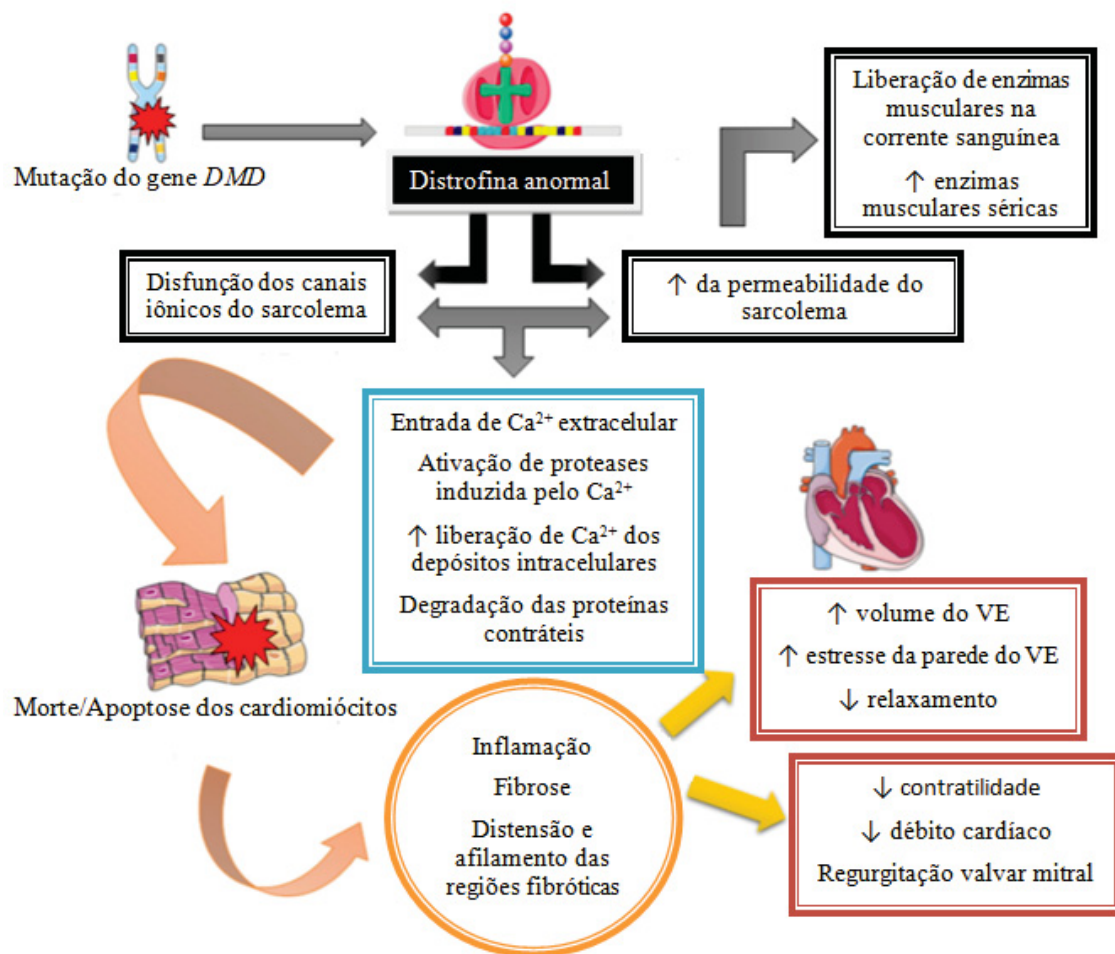 Mutação do gene DMD
Distrofina anormal
Liberação de enzimas
musculares na
corrente sanguínea
↑ enzimas
musculares séricas
Disfunção dos canais
iônicos do sarcolema
↑ da permeabilidade do
sarcolema
Entrada de Ca²⁺ extracelular
Ativação de proteases
induzida pelo Ca²⁺
↑ liberação de Ca²⁺ dos
depósitos intracelulares
Degradação das proteínas
contráteis
Morte/Apoptose dos cardiomiócitos
Inflamação
Fibrose
Distensão e
afilamento das
regiões fibróticas
↑ volume do VE
↑ estresse da parede do VE
↓ relaxamento
↓ contratilidade
↓ débito cardíaco
Regurgitação valvar mitral